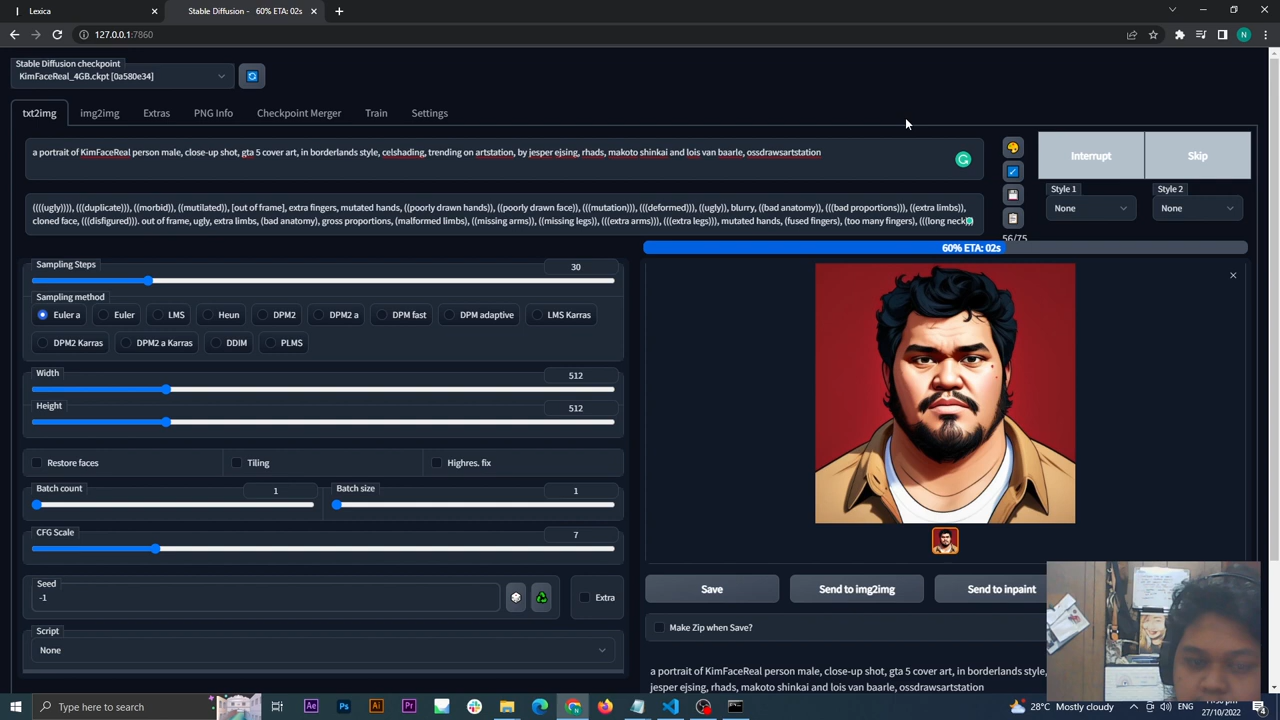 Lexica
Stable Diffusion - 60% ETA: 02s
127.0.0.1:7860
N
Stable Diffusion checkpoint
KimFaceReal_4GB.ckpt [0a580e34]
txt2img
img2img
Extras
PNG Info
Checkpoint Merger
Train
Settings
a portrait of KimFaceReal person male, close-up shot, gta 5 cover art, in borderlands style, celshading, trending on artstation, by jesper ejsing, rhads, makoto shinkai and lois van baarle, ossdrawsartstation
Interrupt
Skip
Style 1
Style 2
None
None
((((ugly)))), (((duplicate))), ((morbid)), ((mutilated)), [out of frame], extra fingers, mutated hands, ((poorly drawn hands)), ((poorly drawn face)), (((mutation))), (((deformed))), ((ugly)), blurry, ((bad anatomy)), (((bad proportions))), ((extra limbs)),
cloned face, (((disfigured))). out of frame, ugly, extra limbs, (bad anatomy), gross proportions, (malformed limbs), ((missing arms)), ((missing legs)), (((extra arms))), (((extra legs))), mutated hands, (fused fingers), (too many fingers), (((long neck)))
56/75
60% ETA: 02s
Sampling Steps
30
Sampling method
Euler a
Euler
LMS
Heun
DPM2
DPM2 a
DPM fast
DPM adaptive
LMS Karras
DPM2 Karras
DPM2 a Karras
DDIM
PLMS
Width
512
Height
512
Restore faces
Tiling
Highres. fix
Batch count
1
Batch size
1
CFG Scale
7
Seed
-1
Extra
Script
None
Save
Send to img2img
Send to inpaint
Make Zip when Save?
a portrait of KimFaceReal person male, close-up shot, gta 5 cover art, in borderlands style,
jesper ejsing, rhads, makoto shinkai and lois van baarle, ossdrawsartstation
Type here to search
Ae
Ps
Ai
Pr
28°C Mostly cloudy
ENG
27/10/2022
4